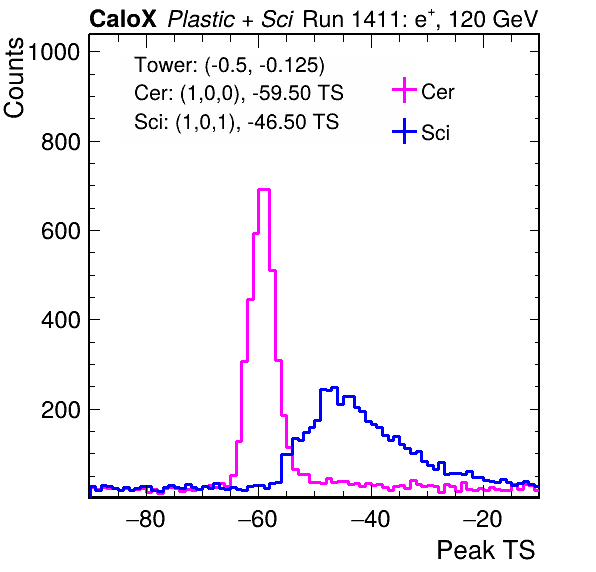 CaloX Plastic + Sci Run 1411: e+, 120 GeV
Counts
1000
800
600
400
200
Tower: (-0.5, -0.125)
Cer: (1,0,0), -59.50 TS
Sci: (1,0,1), -46.50 TS
Cer
Sci
−80 −60 −40 −20
Peak TS